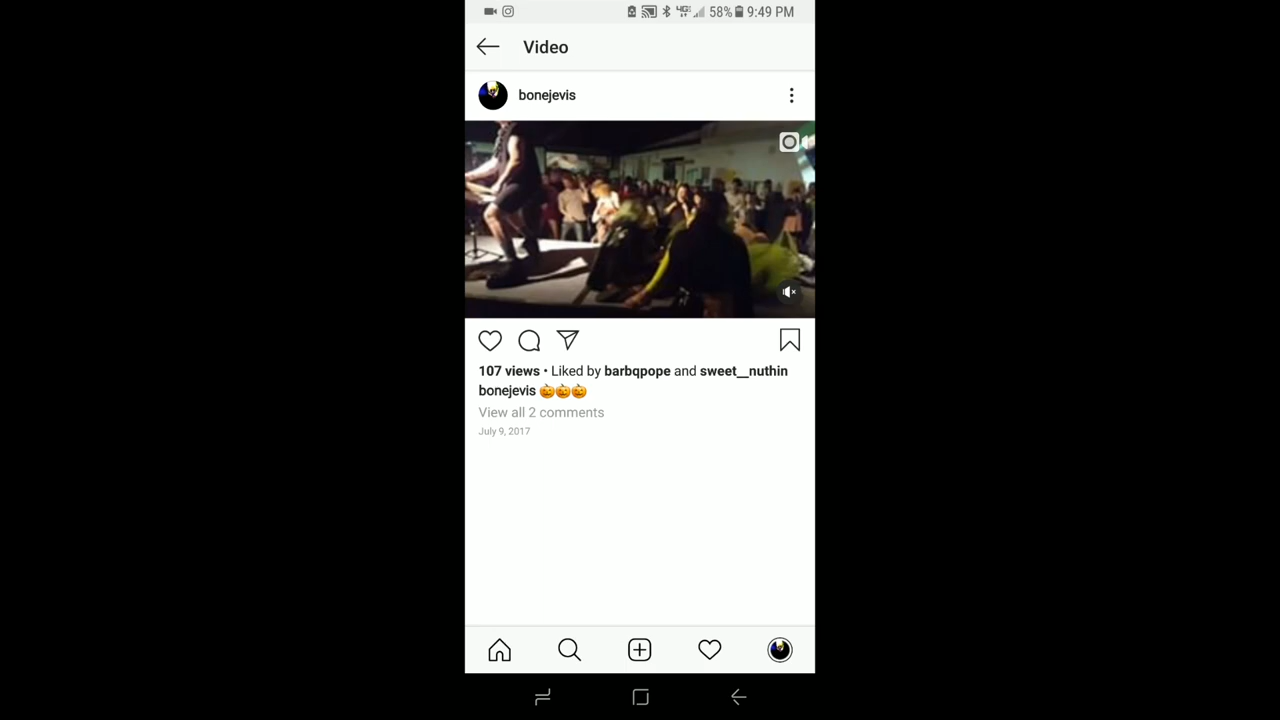 58% 9:49 PM
Video
bonejevis
107 views • Liked by barbqpope and sweet__nuthin
bonejevis 🎃🎃🎃
View all 2 comments
July 9, 2017